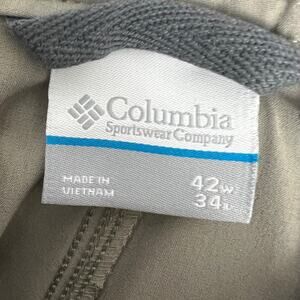 Columbia
Sportswear Company
MADE IN
VIETNAM
42W
34L